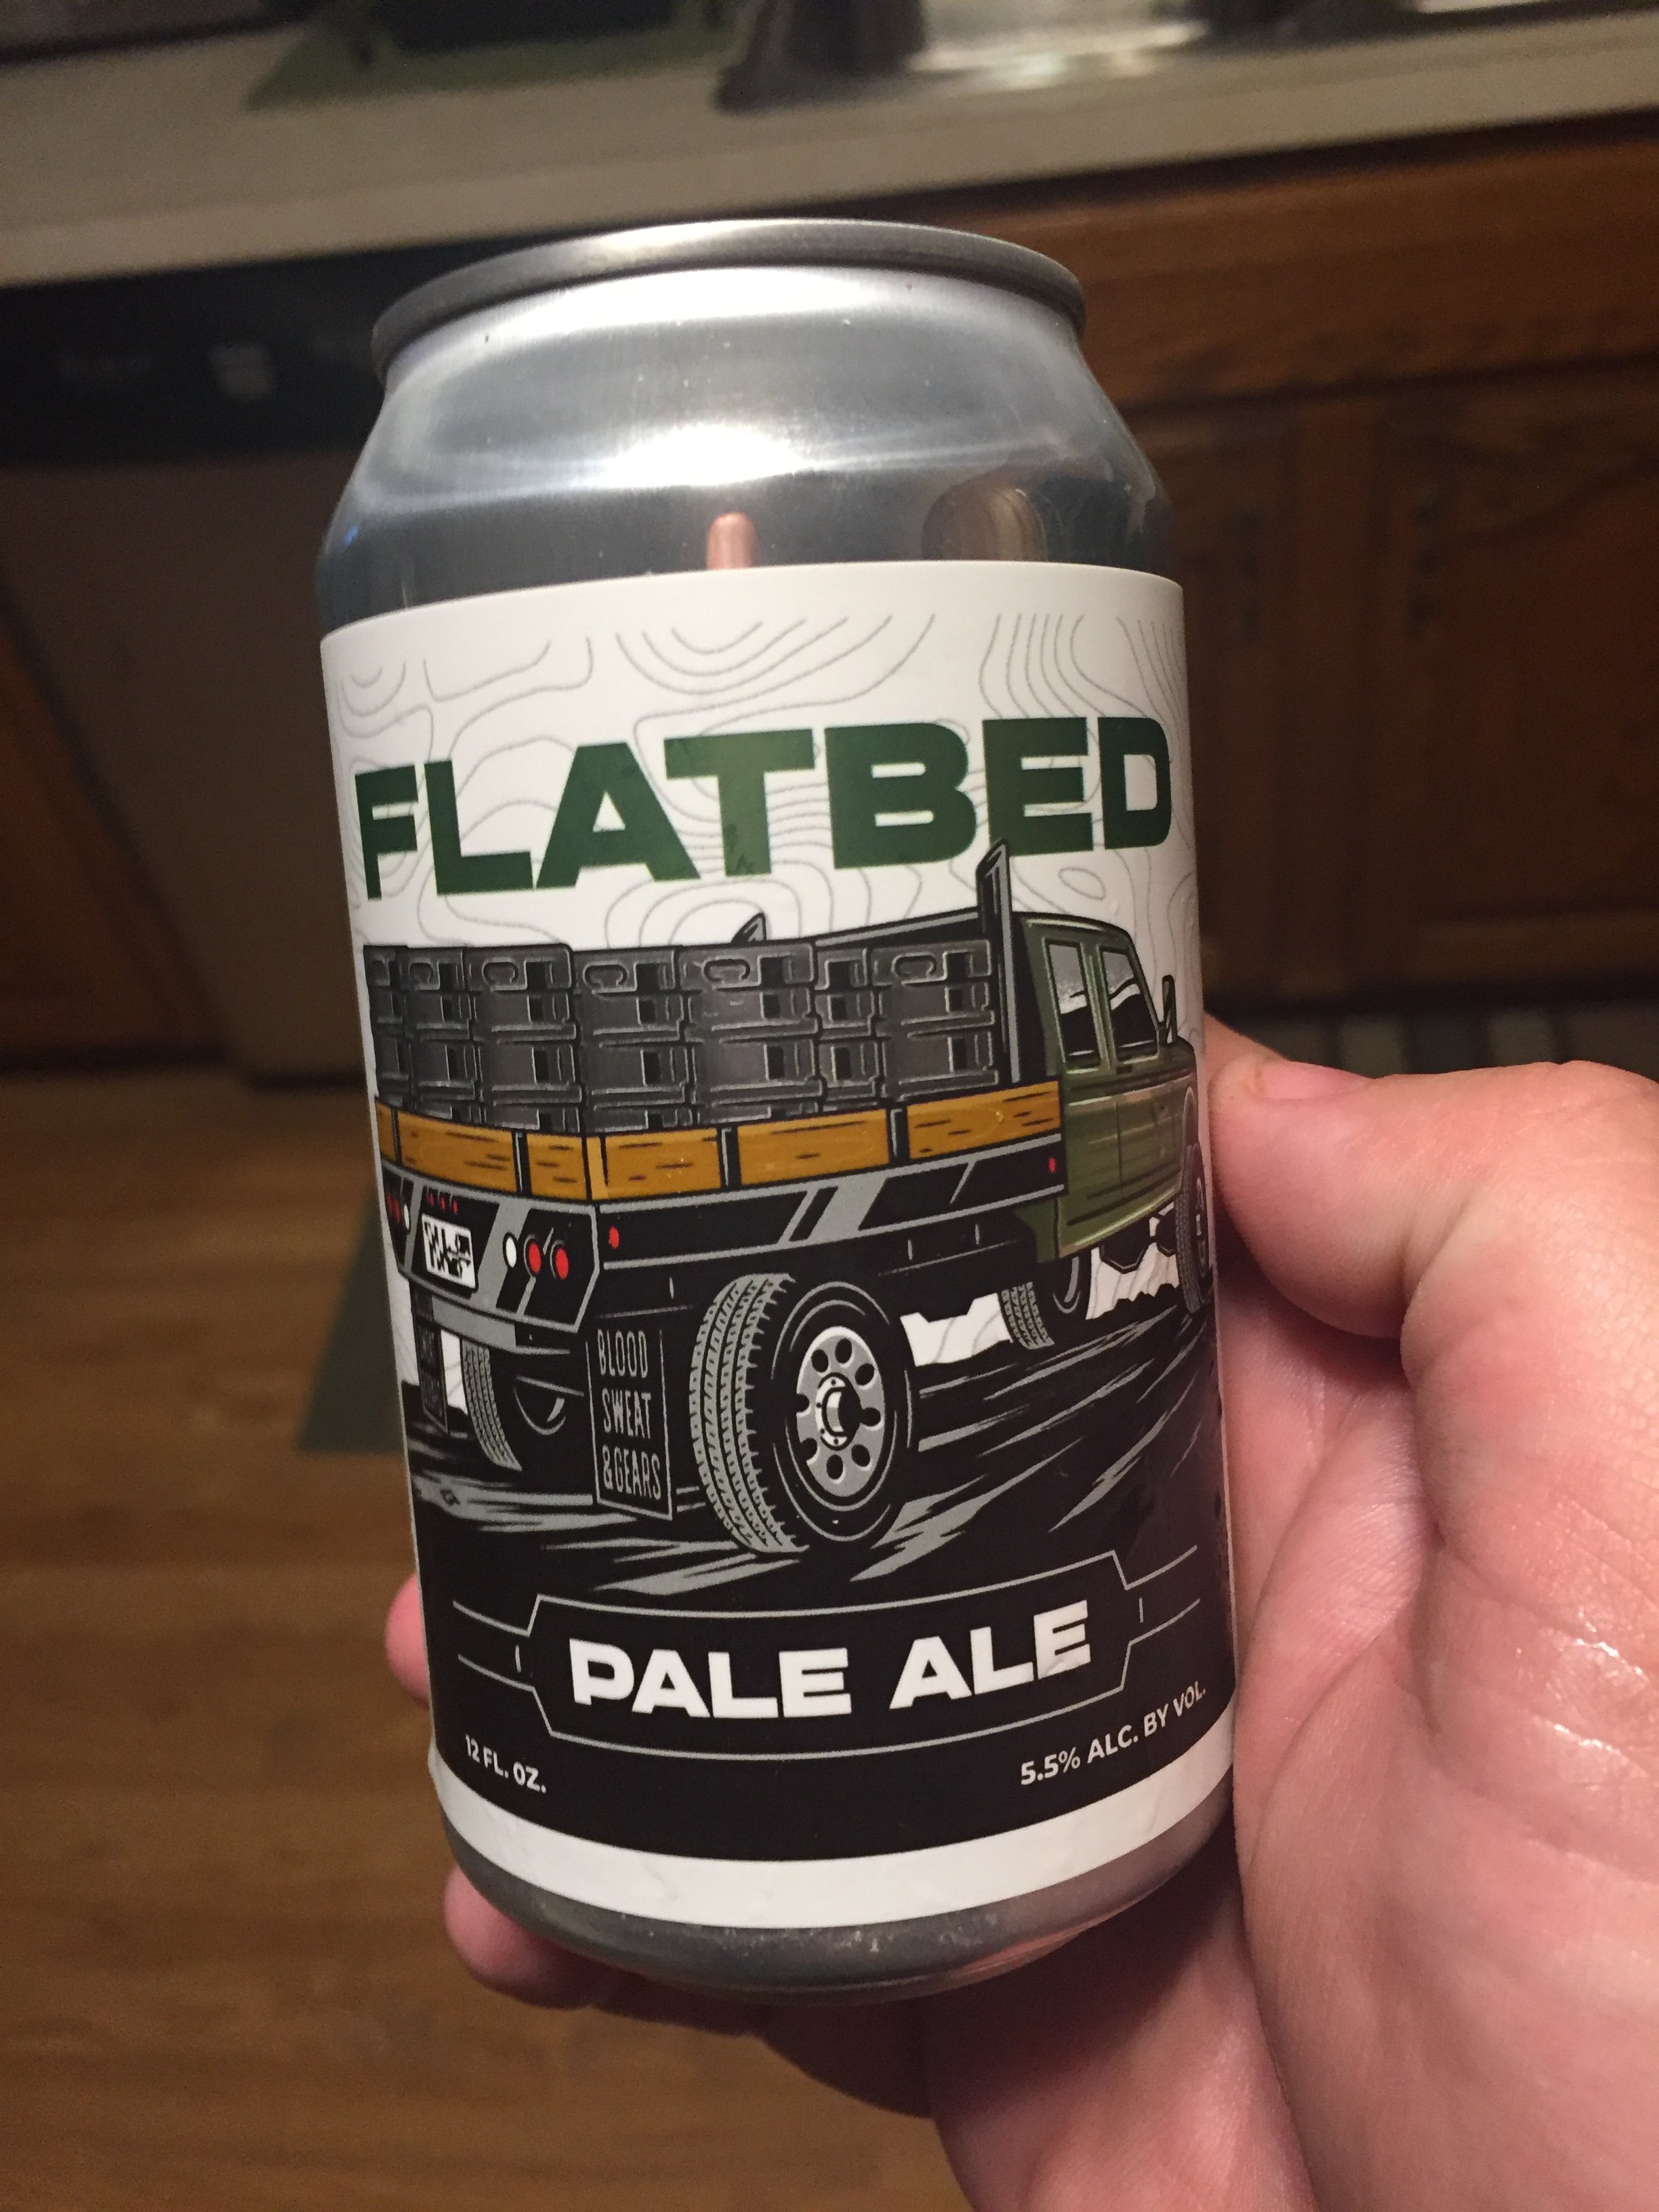 FLATBED
BLOOD
SWEAT
&GEARS
PALE ALE
12 FL. OZ.
5.5% ALC. BY VOL.